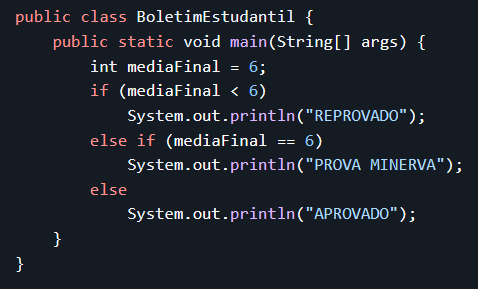 public class BoletimEstudantil {
    public static void main(String[] args) {
        int mediaFinal = 6;
        if (mediaFinal < 6)
            System.out.println("REPROVADO");
        else if (mediaFinal == 6)
            System.out.println("PROVA MINERVA");
        else
            System.out.println("APROVADO");
    }
}